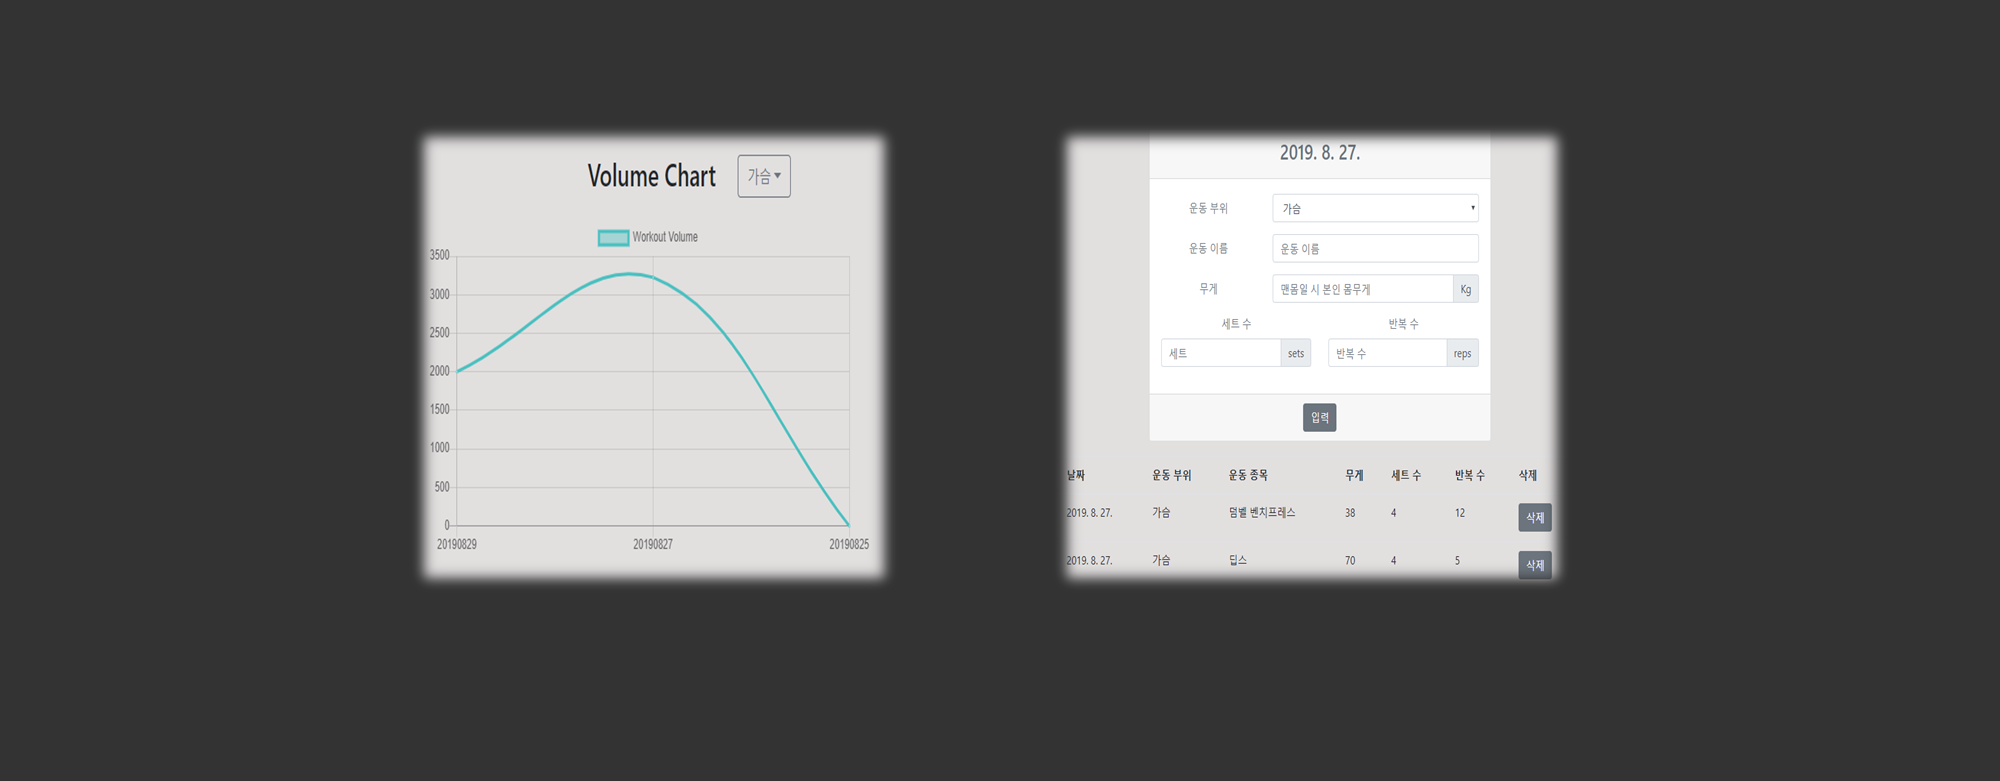 Volume Chart 가슴
Workout Volume
3500
3000
2500
2000
1500
1000
500
0
20190829 20190827 20190825
2019. 8. 27.
운동 부위 가슴
운동 이름 운동 이름
무게 맨몸일 시 본인 몸무게 Kg
세트 수 반복 수
세트 sets 반복 수 reps
입력
날짜 운동 부위 운동 종목 무게 세트 수 반복 수 삭제
2019. 8. 27. 가슴 덤벨 벤치프레스 38 4 12 삭제
2019. 8. 27. 가슴 딥스 70 4 5 삭제